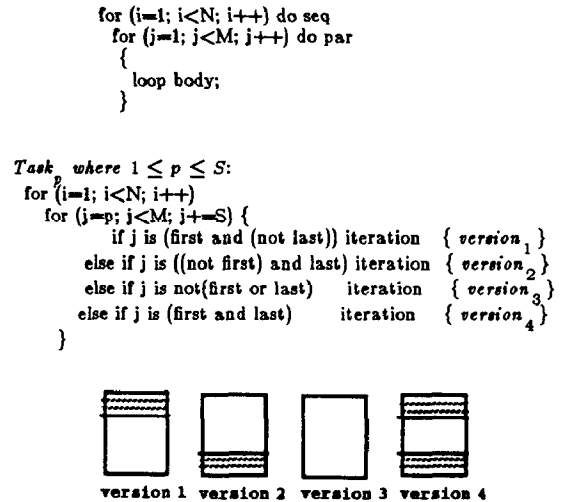 for (i=1; i<N; i++) do seq
for (j=1; j<M; j++) do par
{
loop body;
}
Task_p where 1 ≤ p ≤ S:
for (i=1; i<N; i++)
for (j=p; j<M; j+=S) {
if j is (first and (not last)) iteration { version_1 }
else if j is ((not first) and last) iteration { version_2 }
else if j is not(first or last) iteration { version_3 }
else if j is (first and last) iteration { version_4 }
}
version 1 version 2 version 3 version 4